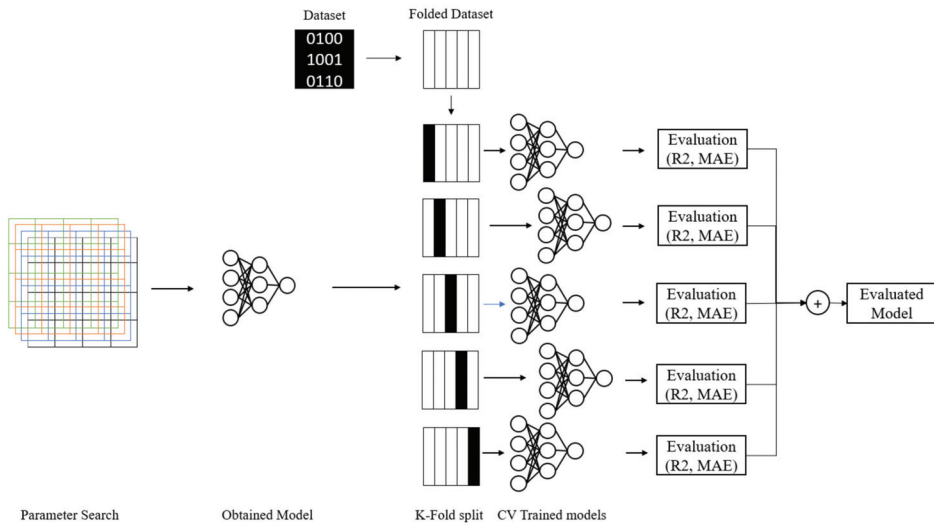 Dataset
Folded Dataset
0100
1001
0110
Evaluation
(R2, MAE)
Evaluation
(R2, MAE)
Evaluation
(R2, MAE)
+
Evaluated
Model
Evaluation
(R2, MAE)
Evaluation
(R2, MAE)
Parameter Search
Obtained Model
K-Fold split
CV Trained models